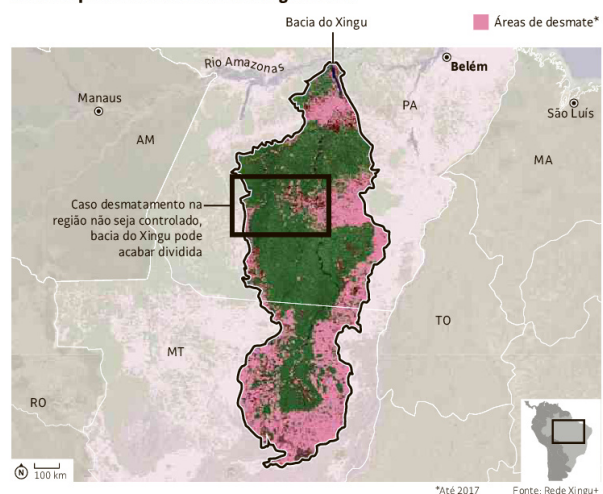 Bacia do Xingu
Áreas de desmate*
Rio Amazonas
Belém
Manaus
PA
São Luís
AM
MA
Caso desmatamento na
região não seja controlado,
bacia do Xingu pode
acabar dividida
TO
MT
RO
N
100 km
*Até 2017
Fonte: Rede Xingu+